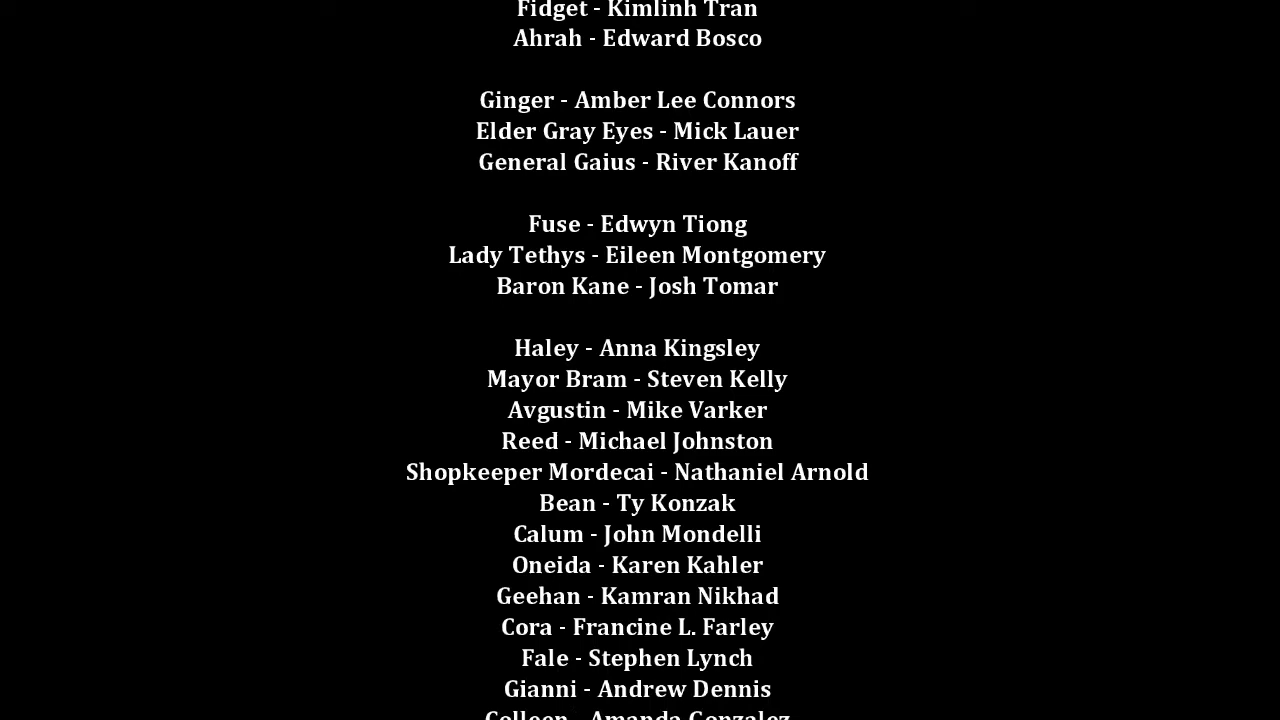 Fidget - Kimlinh Tran
Ahrah - Edward Bosco
Ginger - Amber Lee Connors
Elder Gray Eyes - Mick Lauer
General Gaius - River Kanoff
Fuse - Edwyn Tiong
Lady Tethys - Eileen Montgomery
Baron Kane - Josh Tomar
Haley - Anna Kingsley
Mayor Bram - Steven Kelly
Avgustin - Mike Varker
Reed - Michael Johnston
Shopkeeper Mordecai - Nathaniel Arnold
Bean - Ty Konzak
Calum - John Mondelli
Oneida - Karen Kahler
Geehan - Kamran Nikhad
Cora - Francine L. Farley
Fale - Stephen Lynch
Gianni - Andrew Dennis
Colleen - Amanda Gonzalez